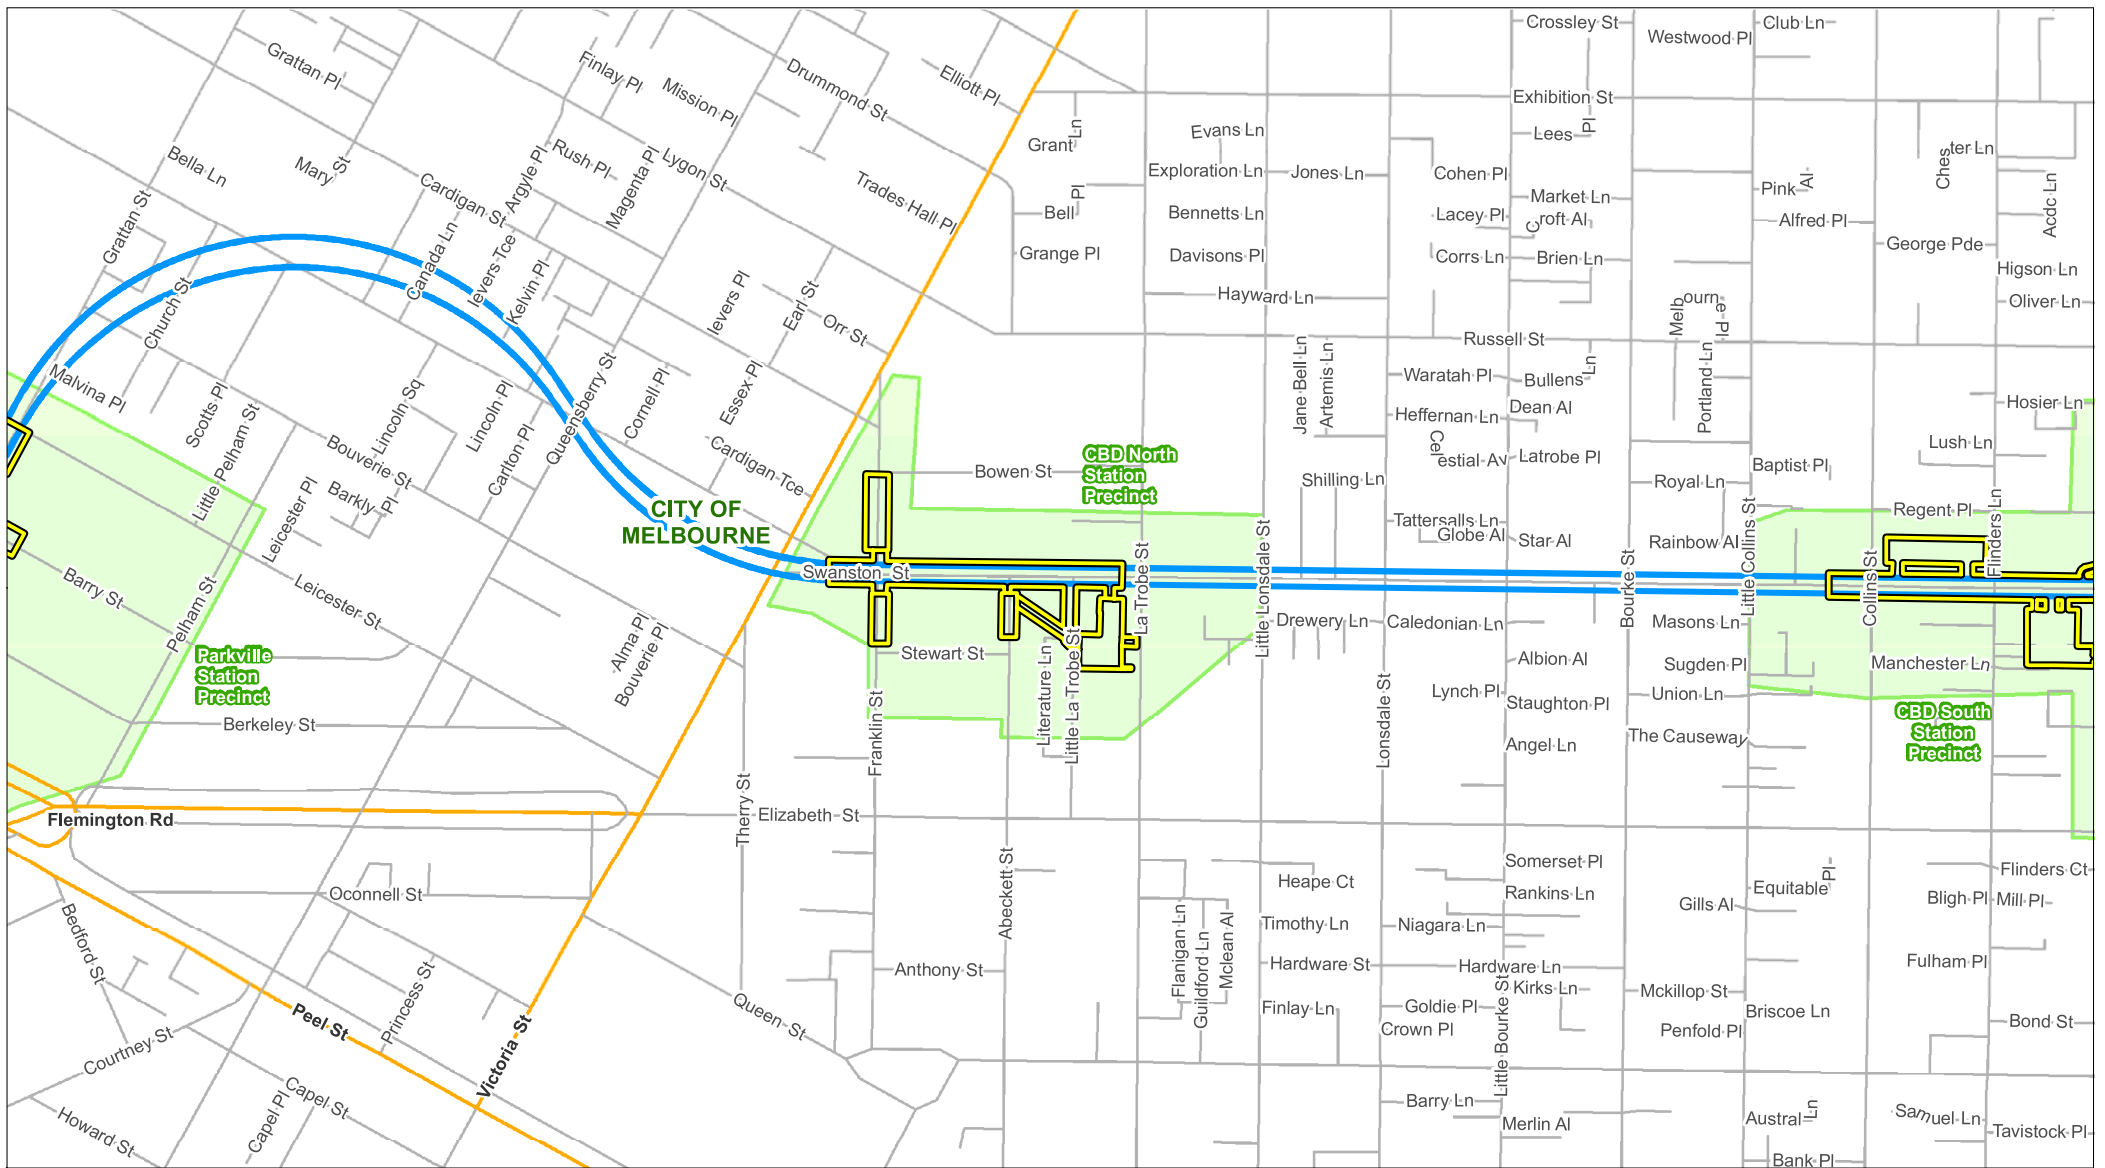 Crossley St
Club Ln
Westwood Pl
Grattan Pl
Finlay Pl
Mission Pl
Drummond St
Elliott Pl
Exhibition St
Grant Ln
Evans Ln
Lees Pl
Chester Ln
Bella Ln
Mary St
Argyle Pl
Rush Pl
Magenta Pl
Lygon St
Trades Hall Pl
Exploration Ln
Jones Ln
Cohen Pl
Pink Al
Acdc Ln
Grattan St
Cardigan St
Bell Pl
Bennetts Ln
Market Ln
Lacey Pl
Croft Al
Alfred Pl
Grange Pl
Davisons Pl
Corrs Ln
Brien Ln
George Pde
Higson Ln
Canada Ln
Ievers Tce
Kelvin Pl
Ievers Pl
Earl St
Orr St
Hayward Ln
Melbourne Pl
Oliver Ln
Church St
Russell St
Jane Bell Ln
Artemis Ln
Waratah Pl
Bullens Ln
Portland Ln
Malvina Pl
Scotts Pl
Little Pelham St
Lincoln Sq
Lincoln Pl
Queensberry St
Cornell Pl
Essex Pl
Heffernan Ln
Dean Al
Hosier Ln
Bouverie St
Carlton Pl
Cardigan Tce
CBD North
Station
Precinct
Bowen St
Celestial Av
Latrobe Pl
Lush Ln
Baptist Pl
Barkly Pl
Leicester Pl
Shilling Ln
Royal Ln
CITY OF
MELBOURNE
Tattersalls Ln
Globe Al
Star Al
Rainbow Al
Regent Pl
Flinders Ln
Barry St
Leicester St
Pelham St
Swanston St
La Trobe St
Little Lonsdale St
Bourke St
Little Collins St
Collins St
Alma Pl
Bouverie Pl
Drewery Ln
Caledonian Ln
Masons Ln
Parkville
Station
Precinct
Stewart St
Literature Ln
Little La Trobe St
Franklin St
Lonsdale St
Albion Al
Sugden Pl
Manchester Ln
Lynch Pl
Staughton Pl
Union Ln
Berkeley St
Angel Ln
The Causeway
CBD South
Station
Precinct
Flemington Rd
Therry St
Elizabeth St
Abeckett St
Somerset Pl
Flinders Ct
Oconnell St
Heape Ct
Rankins Ln
Equitable Pl
Gills Al
Bligh Pl
Mill Pl
Bedford St
Flanigan Ln
Guildford Ln
Mclean Al
Timothy Ln
Niagara Ln
Anthony St
Hardware St
Hardware Ln
Fulham Pl
Princess St
Queen St
Finlay Ln
Kirks Ln
Goldie Pl
Mckillop St
Briscoe Ln
Peel St
Victoria St
Crown Pl
Little Bourke St
Penfold Pl
Bond St
Courtney St
Capel St
Capel Pl
Howard St
Barry Ln
Merlin Al
Austral Ln
Samuel Ln
Tavistock Pl
Bank Pl